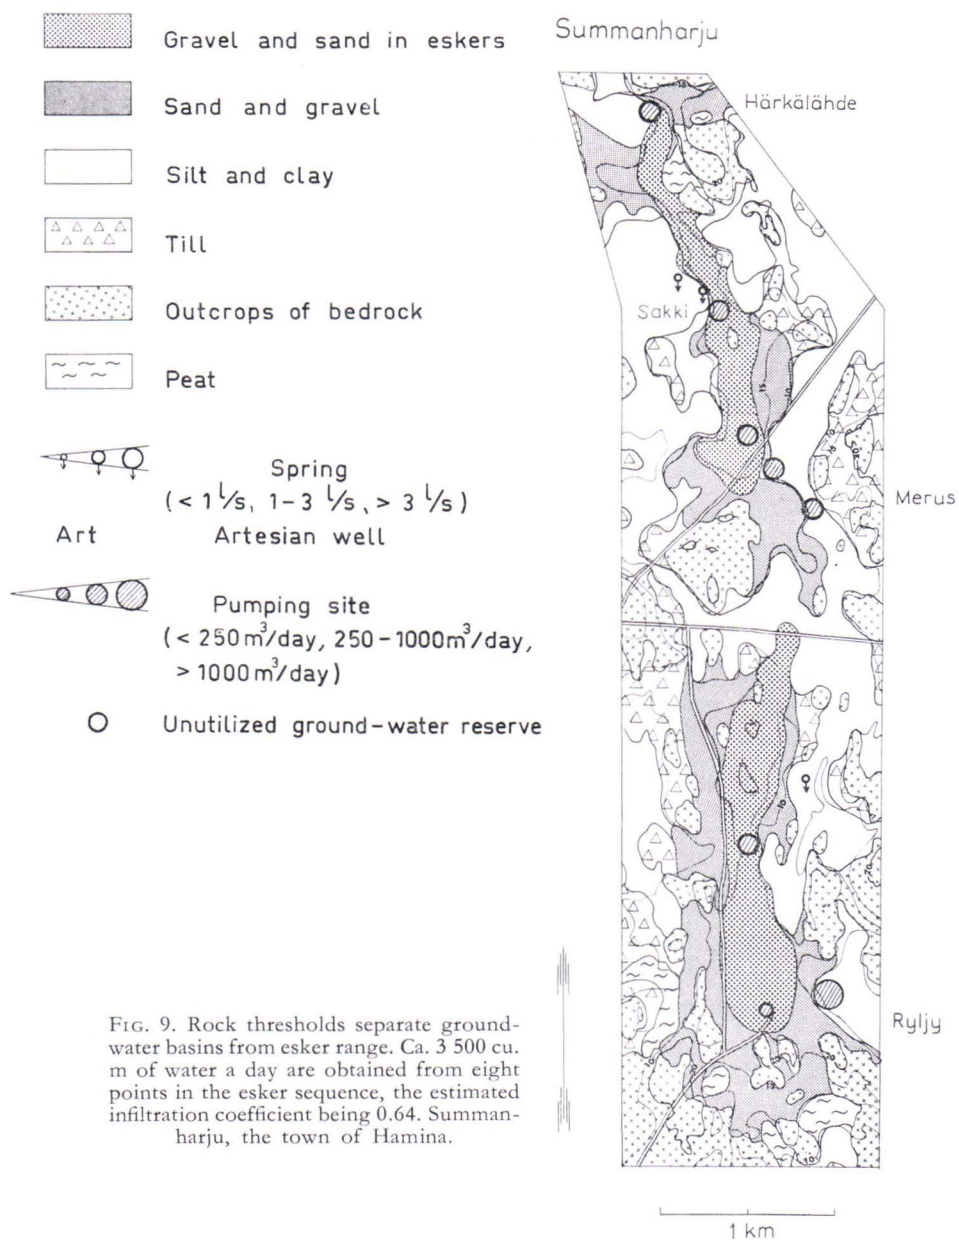 Summanharju
Gravel and sand in eskers
Sand and gravel
Silt and clay
Till
Outcrops of bedrock
Peat
Spring
(< 1 l/s, 1-3 l/s, > 3 l/s)
Art Artesian well
Pumping site
(< 250 m³/day, 250-1000 m³/day,
> 1000 m³/day)
Unutilized ground-water reserve
Härkälähde
Sakki
Merus
Ryljy
15
15
10
10
FIG. 9. Rock thresholds separate ground-
water basins from esker range. Ca. 3 500 cu.
m of water a day are obtained from eight
points in the esker sequence, the estimated
infiltration coefficient being 0.64. Summan-
harju, the town of Hamina.
1 km